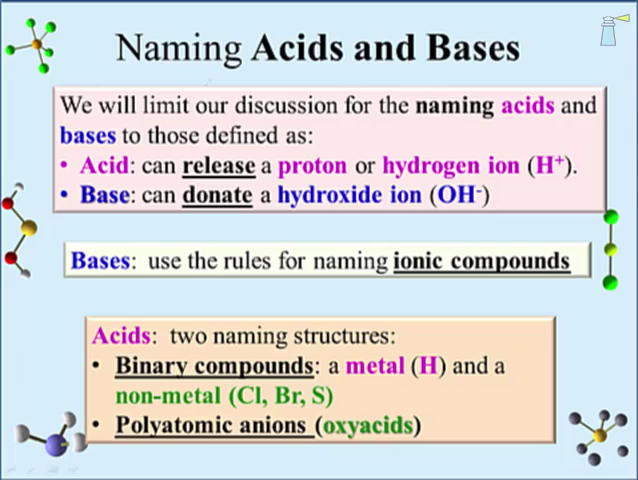 Naming Acids and Bases
We will limit our discussion for the naming acids and
bases to those defined as:
• Acid: can release a proton or hydrogen ion (H⁺).
• Base: can donate a hydroxide ion (OH⁻)
Bases: use the rules for naming ionic compounds
Acids: two naming structures:
• Binary compounds: a metal (H) and a
non-metal (Cl, Br, S)
• Polyatomic anions (oxyacids)